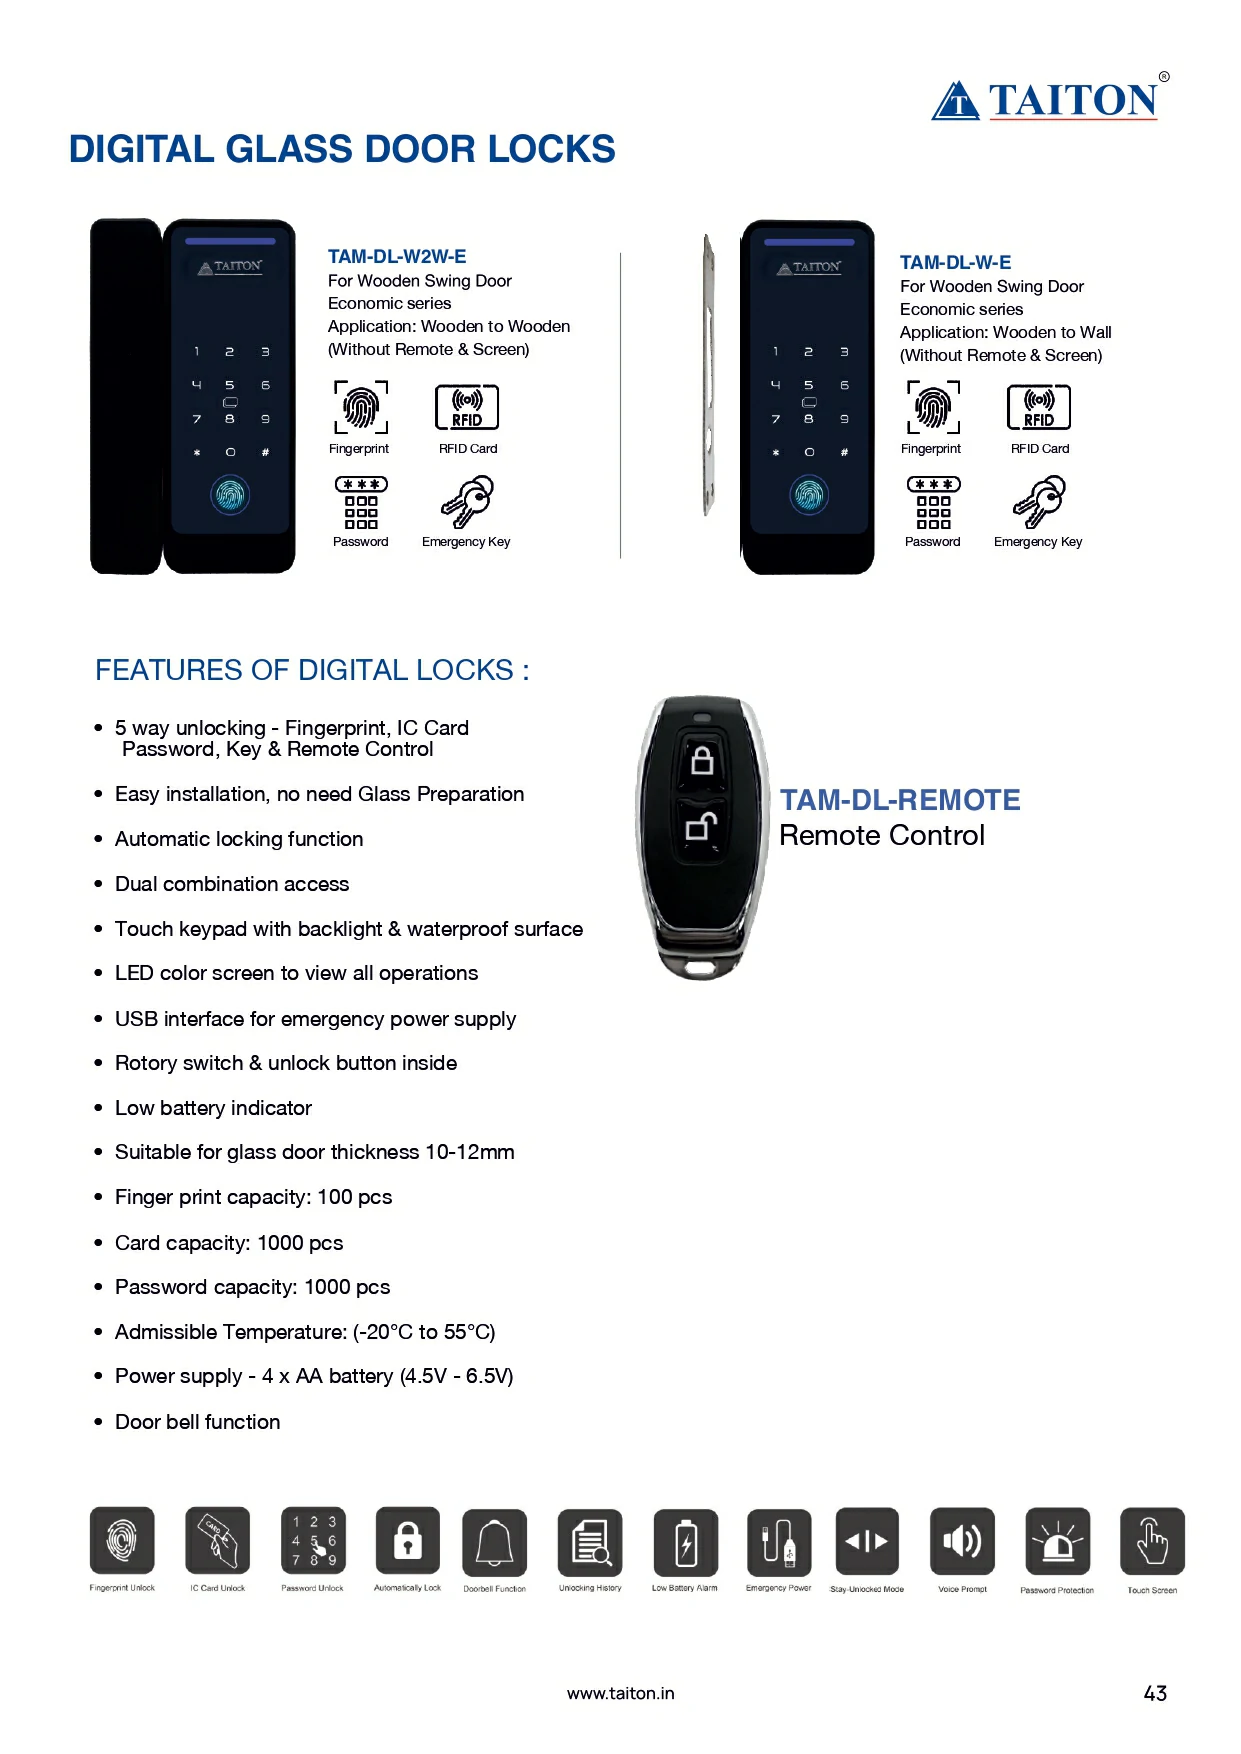 TAITON®
DIGITAL GLASS DOOR LOCKS
TAITON
1 2 3
4 5 6
7 8 9
* 0 #
TAM-DL-W2W-E
For Wooden Swing Door
Economic series
Application: Wooden to Wooden
(Without Remote & Screen)
RFID
Fingerprint RFID Card
***
Password Emergency Key
TAITON
1 2 3
4 5 6
7 8 9
* 0 #
TAM-DL-W-E
For Wooden Swing Door
Economic series
Application: Wooden to Wall
(Without Remote & Screen)
RFID
Fingerprint RFID Card
***
Password Emergency Key
FEATURES OF DIGITAL LOCKS :
• 5 way unlocking - Fingerprint, IC Card
Password, Key & Remote Control
• Easy installation, no need Glass Preparation
• Automatic locking function
• Dual combination access
• Touch keypad with backlight & waterproof surface
• LED color screen to view all operations
• USB interface for emergency power supply
• Rotory switch & unlock button inside
• Low battery indicator
• Suitable for glass door thickness 10-12mm
• Finger print capacity: 100 pcs
• Card capacity: 1000 pcs
• Password capacity: 1000 pcs
• Admissible Temperature: (-20°C to 55°C)
• Power supply - 4 x AA battery (4.5V - 6.5V)
• Door bell function
TAM-DL-REMOTE
Remote Control
CARD
1 2 3
4 5 6
7 8 9
Fingerprint Unlock IC Card Unlock Password Unlock Automatically Lock Doorbell Function Unlocking History Low Battery Alarm Emergency Power Stay-Unlocked Mode Voice Prompt Password Protection Touch Screen
www.taiton.in
43